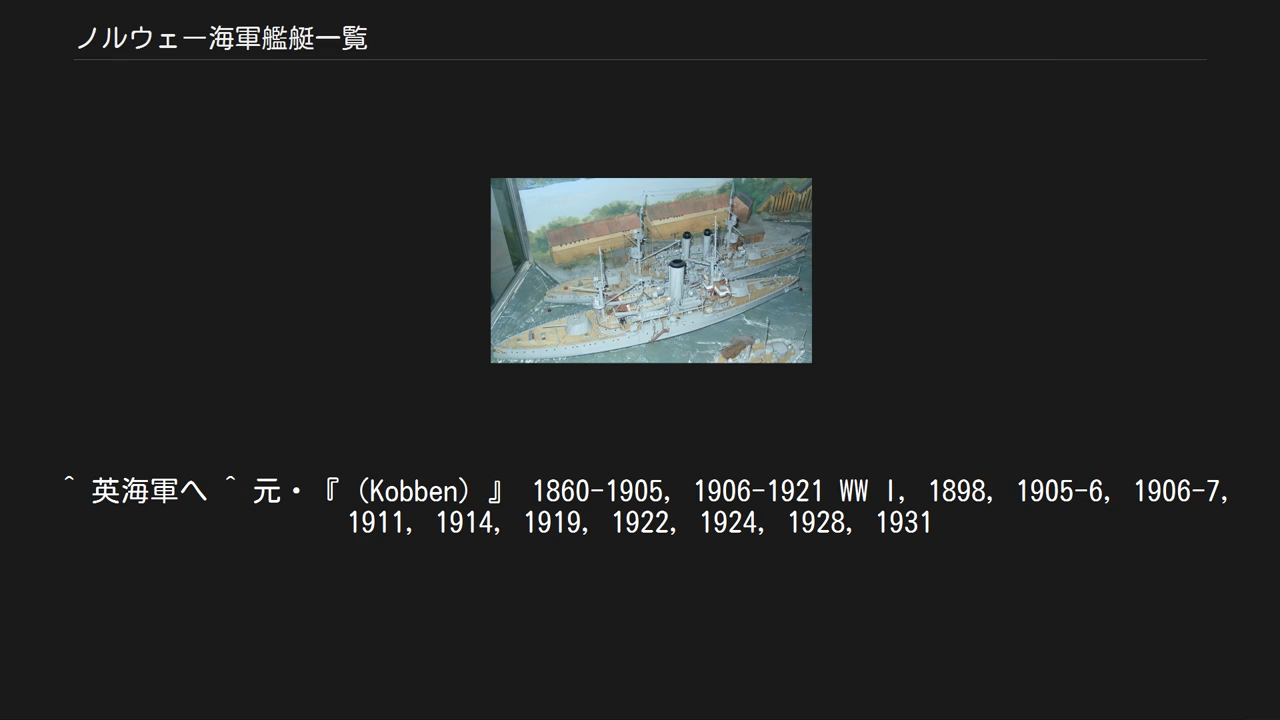 ノルウェー海軍艦艇一覧
^ 英海軍へ ^ 元・『（Kobben）』 1860-1905, 1906-1921 WW I, 1898, 1905-6, 1906-7,
1911, 1914, 1919, 1922, 1924, 1928, 1931